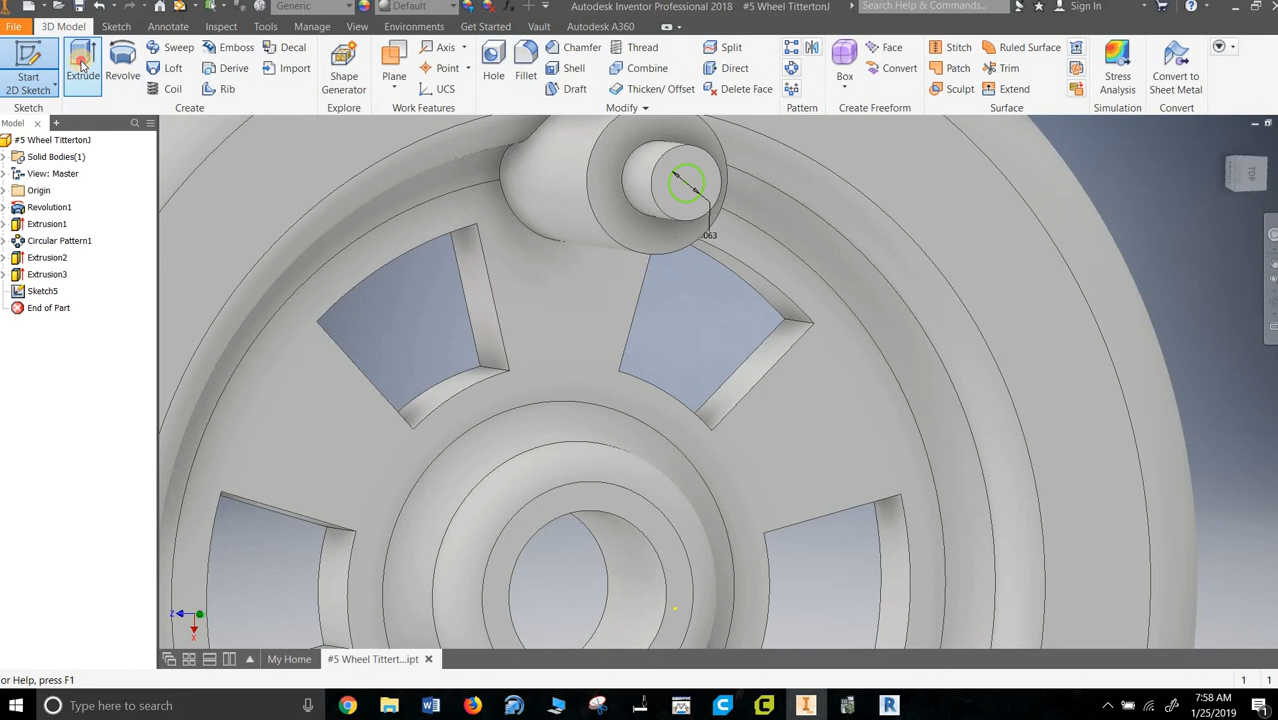 Generic
Default
Autodesk Inventor Professional 2018 #5 Wheel TittertonJ
Search Help & Commands...
Sign In
File
3D Model
Sketch
Annotate
Inspect
Tools
Manage
View
Environments
Get Started
Vault
Autodesk A360
Start
2D Sketch
Extrude
Revolve
Sweep
Loft
Coil
Emboss
Derive
Rib
Decal
Import
Shape
Generator
Plane
Axis
Point
UCS
Hole
Fillet
Chamfer
Shell
Draft
Thread
Combine
Thicken/ Offset
Split
Direct
Delete Face
Box
Face
Convert
Stitch
Patch
Sculpt
Ruled Surface
Trim
Extend
Stress
Analysis
Convert to
Sheet Metal
Sketch
Create
Explore
Work Features
Modify
Pattern
Create Freeform
Surface
Simulation
Convert
Model
#5 Wheel TittertonJ
Solid Bodies(1)
View: Master
Origin
Revolution1
Extrusion1
Circular Pattern1
Extrusion2
Extrusion3
Sketch5
End of Part
.063
TOP
Z
X
My Home
#5 Wheel Tittert...ipt
For Help, press F1
1 1
Type here to search
7:58 AM
1/25/2019